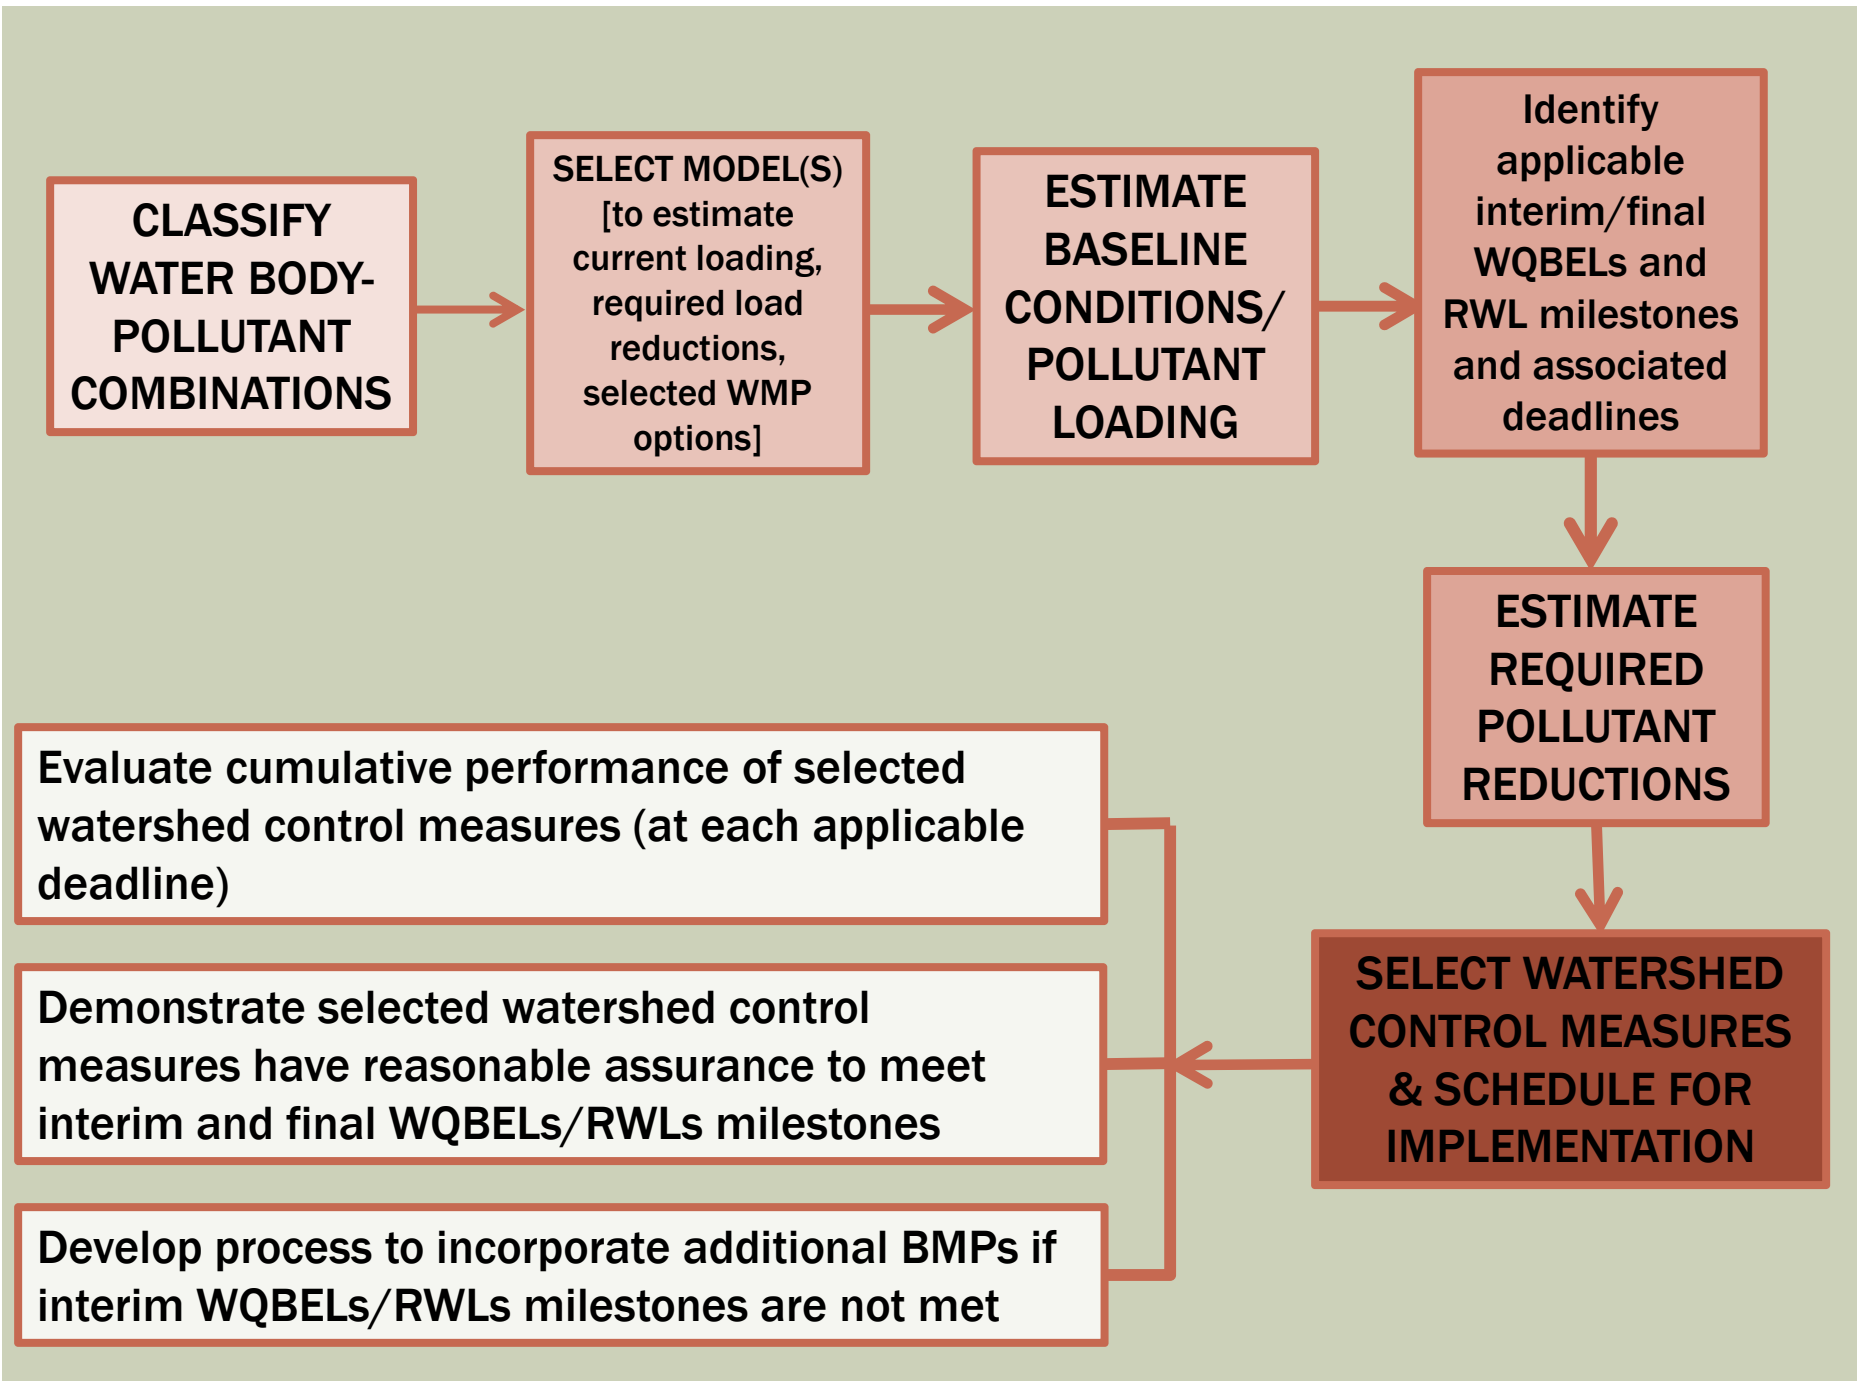 CLASSIFY
WATER BODY-
POLLUTANT
COMBINATIONS
SELECT MODEL(S)
[to estimate
current loading,
required load
reductions,
selected WMP
options]
ESTIMATE
BASELINE
CONDITIONS/
POLLUTANT
LOADING
Identify
applicable
interim/final
WQBELs and
RWL milestones
and associated
deadlines
ESTIMATE
REQUIRED
POLLUTANT
REDUCTIONS
SELECT WATERSHED
CONTROL MEASURES
& SCHEDULE FOR
IMPLEMENTATION
Evaluate cumulative performance of selected
watershed control measures (at each applicable
deadline)
Demonstrate selected watershed control
measures have reasonable assurance to meet
interim and final WQBELs/RWLs milestones
Develop process to incorporate additional BMPs if
interim WQBELs/RWLs milestones are not met